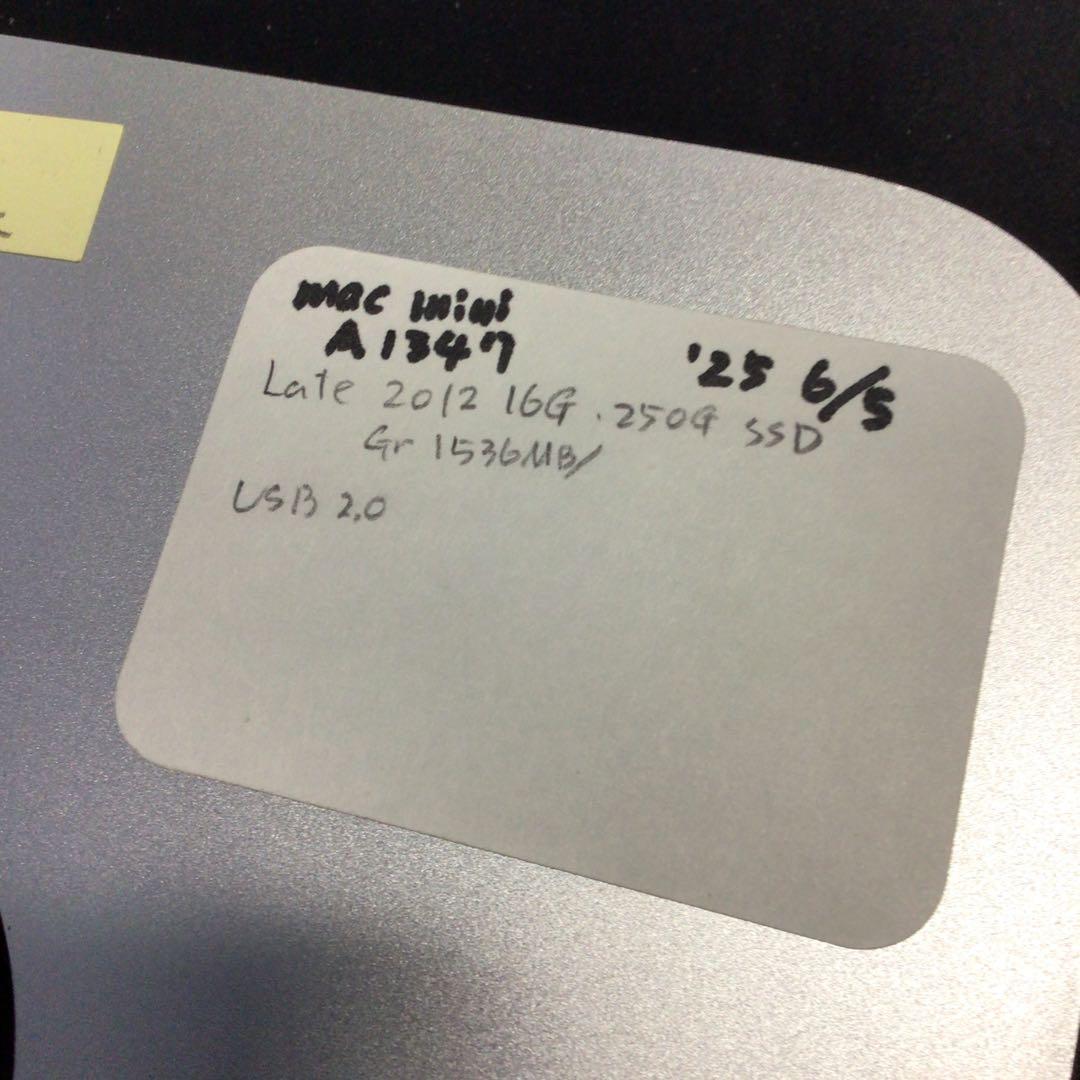 mac mini
A1347 '25 6/5
Late 2012 16G . 250G SSD
Gr 1536MB/
USB 2.0